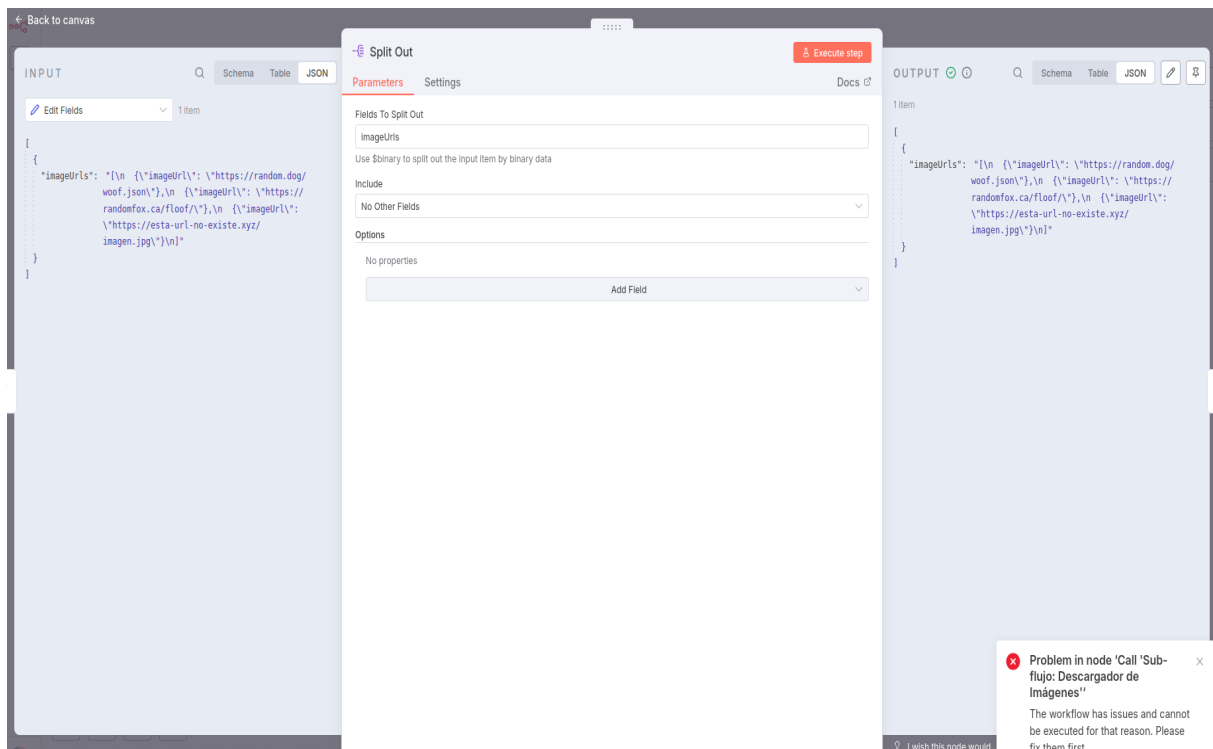 ← Back to canvas
INPUT
Schema
Table
JSON
Edit Fields
1 item
[
{
"imageUrls": "[\n  {\"imageUrl\": \"https://random.dog/
woof.json\"},\n  {\"imageUrl\": \"https://
randomfox.ca/floof/\"},\n  {\"imageUrl\":
\"https://esta-url-no-existe.xyz/
imagen.jpg\"}\n]"
}
]
Split Out
Execute step
Parameters
Settings
Docs
Fields To Split Out
imageUrls
Use $binary to split out the input item by binary data
Include
No Other Fields
Options
No properties
Add Field
OUTPUT
Schema
Table
JSON
1 item
[
{
"imageUrls": "[\n  {\"imageUrl\": \"https://random.dog/
woof.json\"},\n  {\"imageUrl\": \"https://
randomfox.ca/floof/\"},\n  {\"imageUrl\":
\"https://esta-url-no-existe.xyz/
imagen.jpg\"}\n]"
}
]
Problem in node ‘Call 'Sub-
flujo: Descargador de
Imágenes'‘
The workflow has issues and cannot
be executed for that reason. Please
fix them first.
I wish this node would